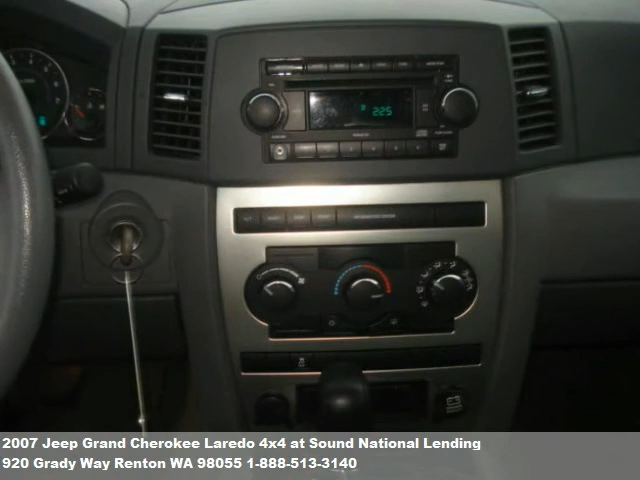 225
2007 Jeep Grand Cherokee Laredo 4x4 at Sound National Lending
920 Grady Way Renton WA 98055 1-888-513-3140